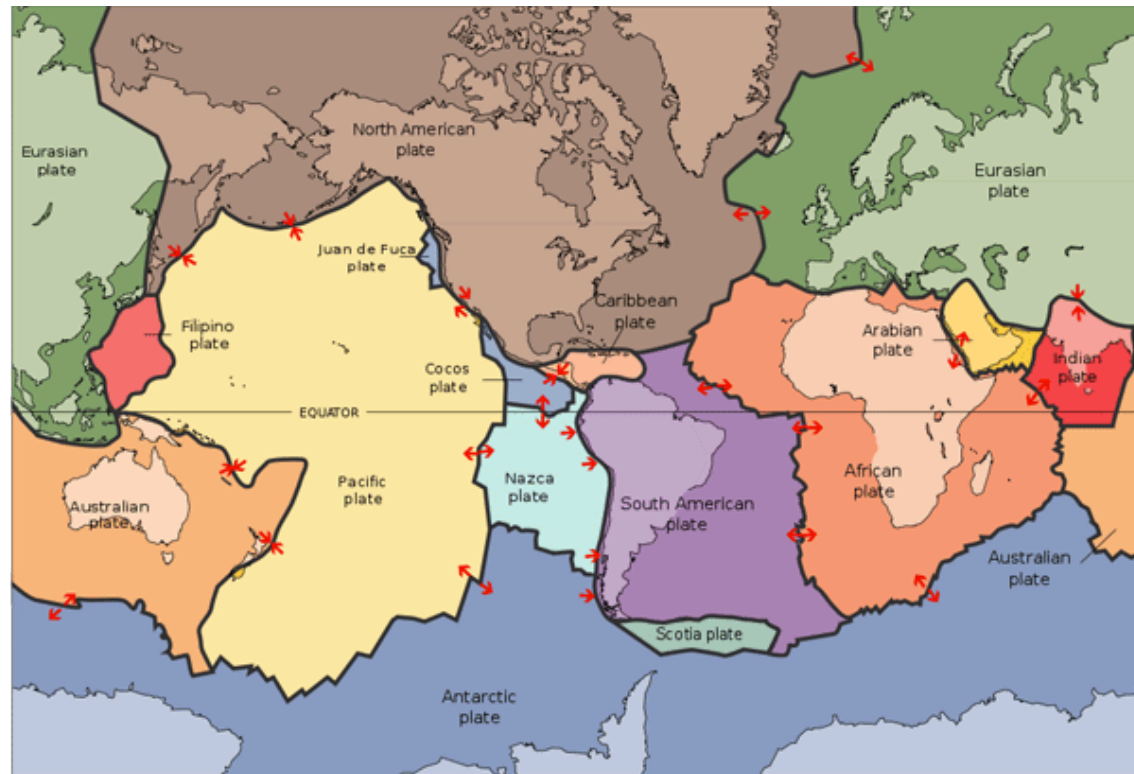 North American
plate
Eurasian
plate
Eurasian
plate
Juan de Fuca
plate
Caribbean
plate
Filipino
plate
Arabian
plate
Cocos
plate
Indian
plate
EQUATOR
Pacific
plate
Nazca
plate
African
plate
South American
plate
Australian
plate
Australian
plate
Scotia plate
Antarctic
plate